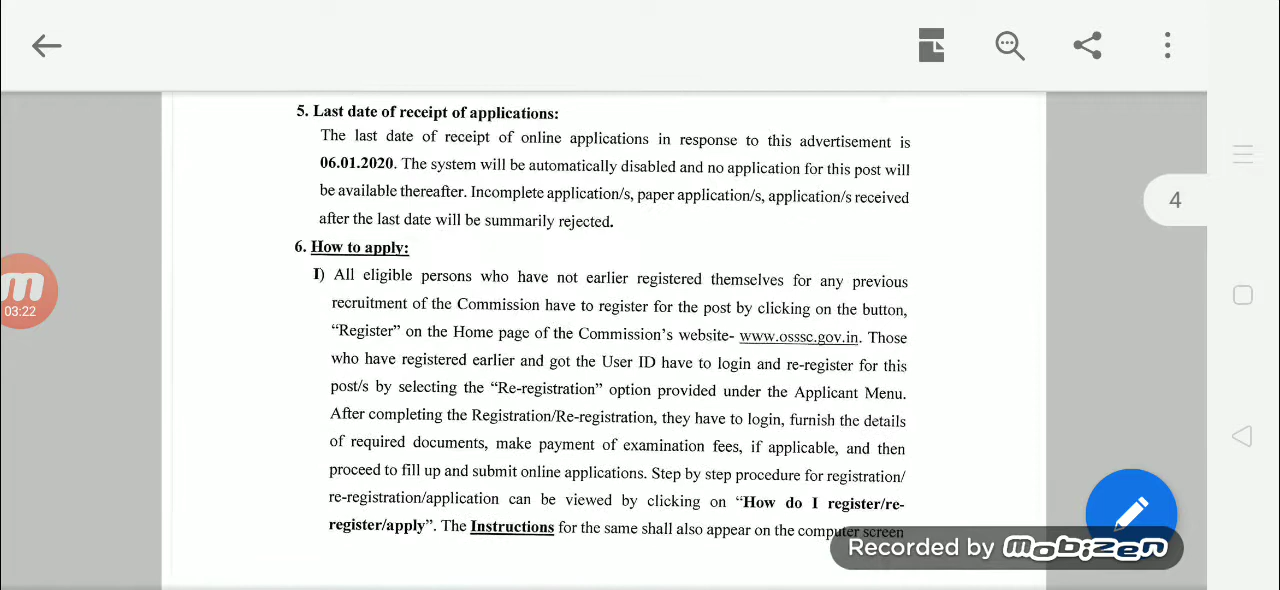 5. Last date of receipt of applications:
The last date of receipt of online applications in response to this advertisement is
06.01.2020. The system will be automatically disabled and no application for this post will
be available thereafter. Incomplete application/s, paper application/s, application/s received
after the last date will be summarily rejected.
6. How to apply:
I) All eligible persons who have not earlier registered themselves for any previous
recruitment of the Commission have to register for the post by clicking on the button,
“Register” on the Home page of the Commission’s website- www.osssc.gov.in. Those
who have registered earlier and got the User ID have to login and re-register for this
post/s by selecting the “Re-registration” option provided under the Applicant Menu.
After completing the Registration/Re-registration, they have to login, furnish the details
of required documents, make payment of examination fees, if applicable, and then
proceed to fill up and submit online applications. Step by step procedure for registration/
re-registration/application can be viewed by clicking on “How do I register/re-
register/apply”. The Instructions for the same shall also appear on the computer screen
4
m
03:22
Recorded by mobizen